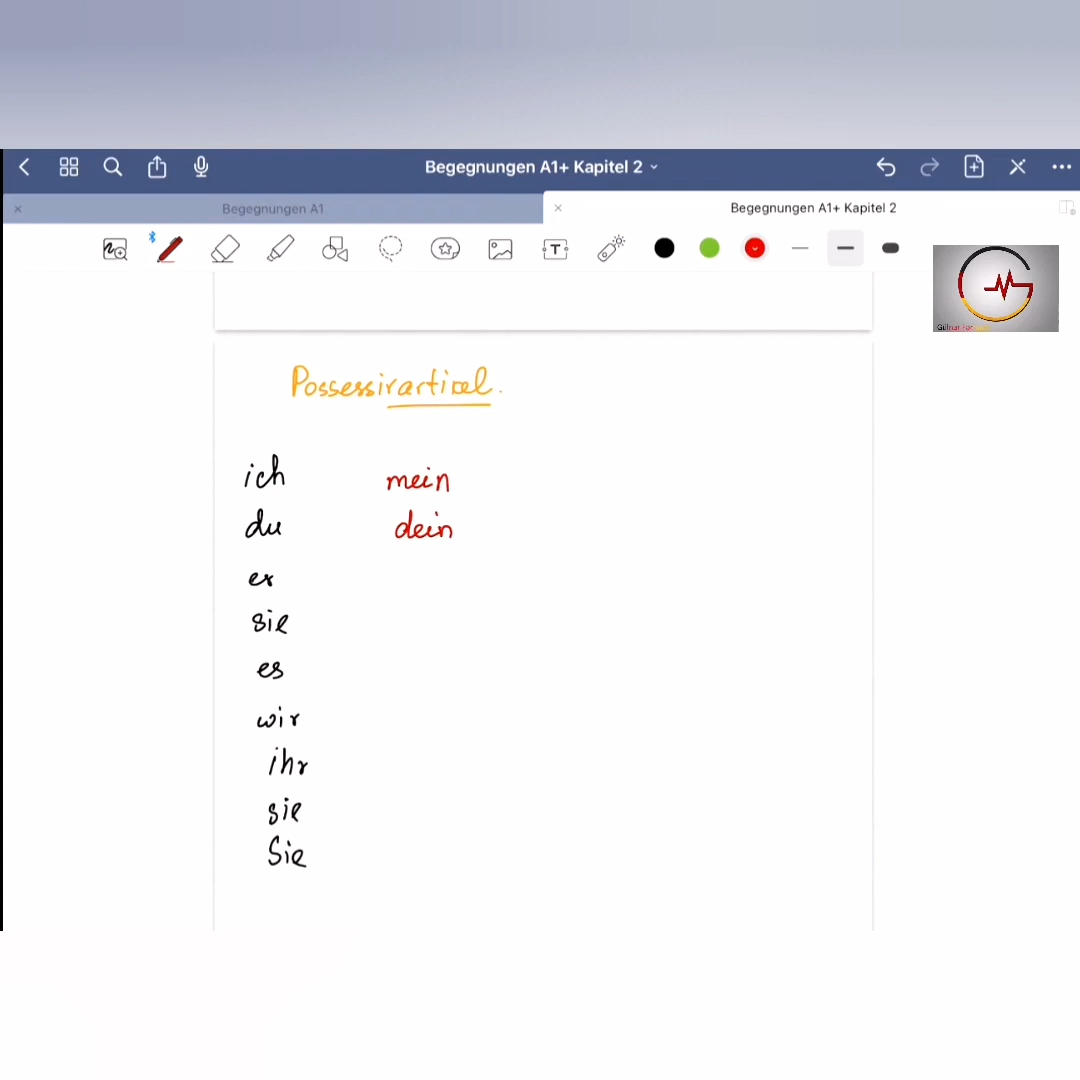 Begegnungen A1+ Kapitel 2
Begegnungen A1
Begegnungen A1+ Kapitel 2
T
Possessivartikel.
ich mein
du dein
er
sie
es
wir
ihr
sie
Sie